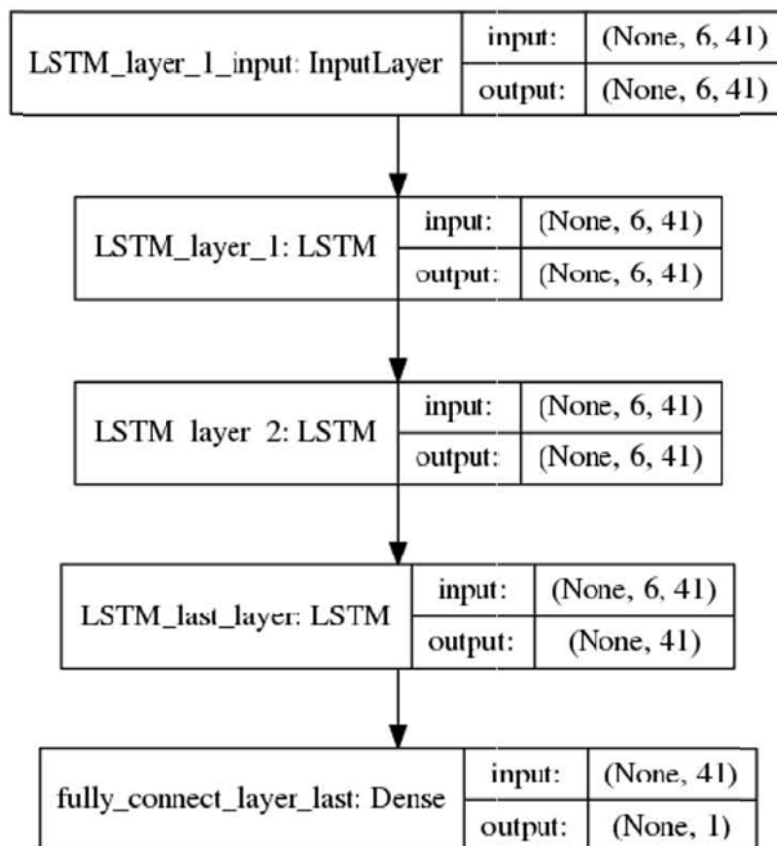 LSTM_layer_1_input: InputLayer
input: (None, 6, 41)
output: (None, 6, 41)
LSTM_layer_1: LSTM
input: (None, 6, 41)
output: (None, 6, 41)
LSTM layer 2: LSTM
input: (None, 6, 41)
output: (None, 6, 41)
LSTM_last_layer: LSTM
input: (None, 6, 41)
output: (None, 41)
fully_connect_layer_last: Dense
input: (None, 41)
output: (None, 1)